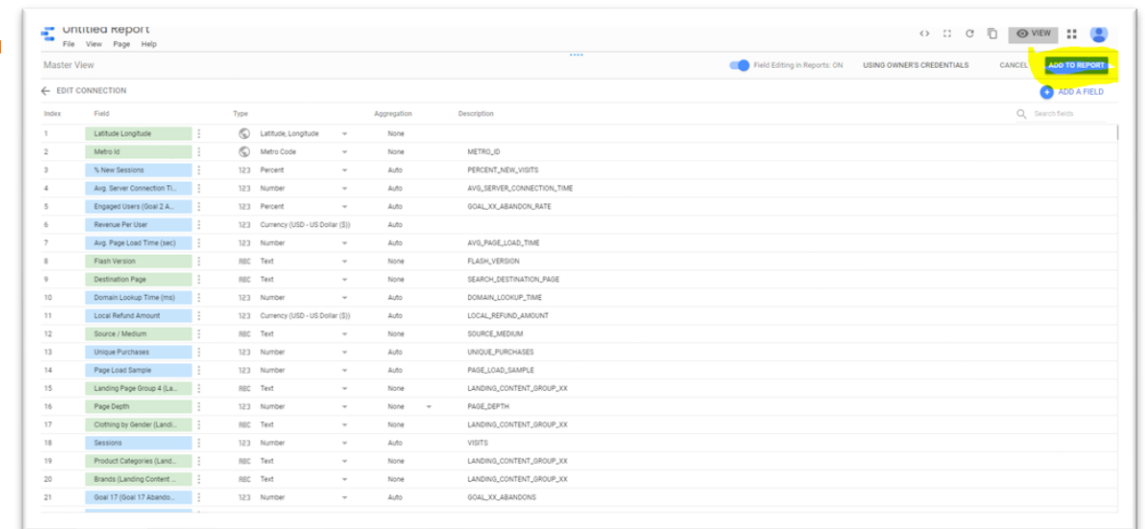 Untitled Report
File View Page Help
VIEW
Master View
Field Editing in Reports: ON
USING OWNER'S CREDENTIALS
CANCEL
ADD TO REPORT
EDIT CONNECTION
ADD A FIELD
Index Field Type Aggregation Description
Search fields
1 Latitude Longitude Latitude, Longitude None
2 Metro Id Metro Code None METRO_ID
3 % New Sessions 123 Percent Auto PERCENT_NEW_VISITS
4 Avg. Server Connection Ti... 123 Number Auto AVG_SERVER_CONNECTION_TIME
5 Engaged Users (Goal 2 A... 123 Percent Auto GOAL_XX_ABANDON_RATE
6 Revenue Per User 123 Currency (USD - US Dollar ($)) Auto
7 Avg. Page Load Time (sec) 123 Number Auto AVG_PAGE_LOAD_TIME
8 Flash Version RBC Text None FLASH_VERSION
9 Destination Page RBC Text None SEARCH_DESTINATION_PAGE
10 Domain Lookup Time (ms) 123 Number Auto DOMAIN_LOOKUP_TIME
11 Local Refund Amount 123 Currency (USD - US Dollar ($)) Auto LOCAL_REFUND_AMOUNT
12 Source / Medium RBC Text None SOURCE_MEDIUM
13 Unique Purchases 123 Number Auto UNIQUE_PURCHASES
14 Page Load Sample 123 Number Auto PAGE_LOAD_SAMPLE
15 Landing Page Group 4 (La... RBC Text None LANDING_CONTENT_GROUP_XX
16 Page Depth 123 Number None PAGE_DEPTH
17 Clothing by Gender (Landi... RBC Text None LANDING_CONTENT_GROUP_XX
18 Sessions 123 Number Auto VISITS
19 Product Categories (Land... RBC Text None LANDING_CONTENT_GROUP_XX
20 Brands (Landing Content ... RBC Text None LANDING_CONTENT_GROUP_XX
21 Goal 17 (Goal 17 Abando... 123 Number Auto GOAL_XX_ABANDONS